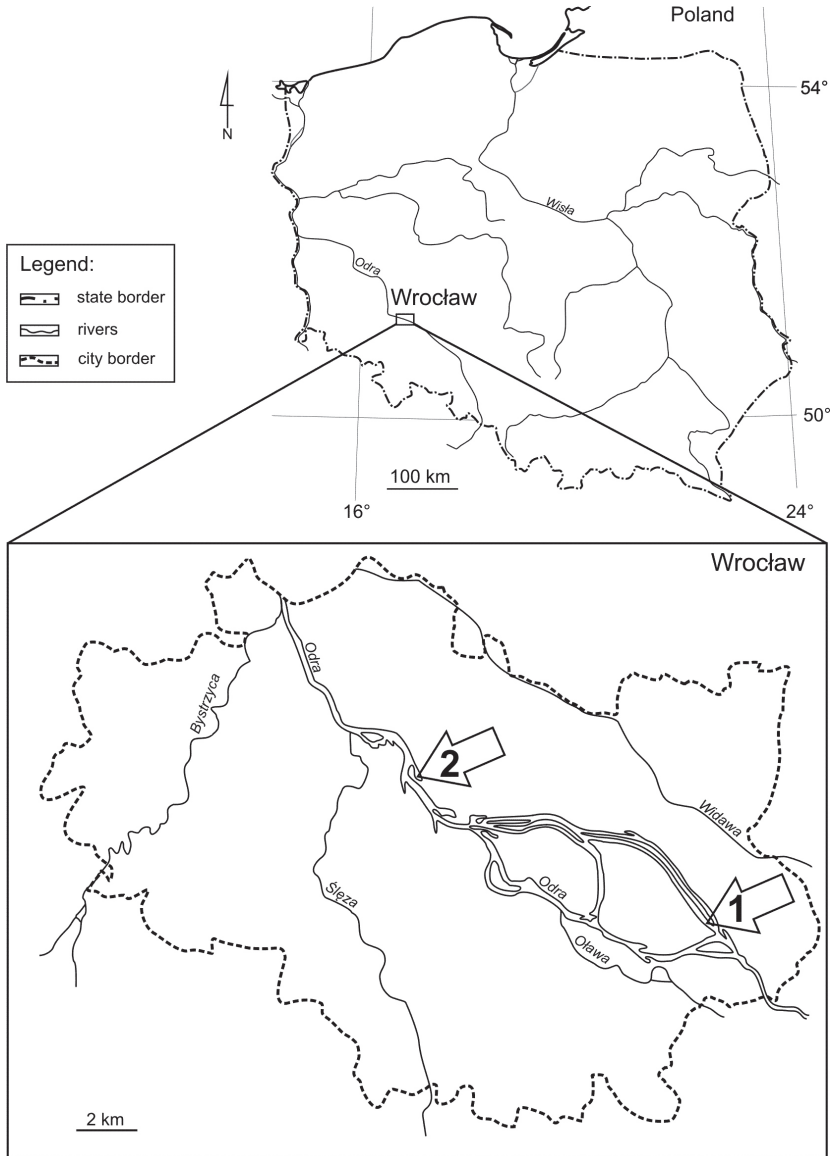 Poland
54°
N
Wisła
Legend:
state border
rivers
city border
Odra
Wrocław
50°
100 km
16°
24°
Wrocław
Odra
Bystrzyca
2
Widawa
1
Odra
Ślęza
Oława
2 km